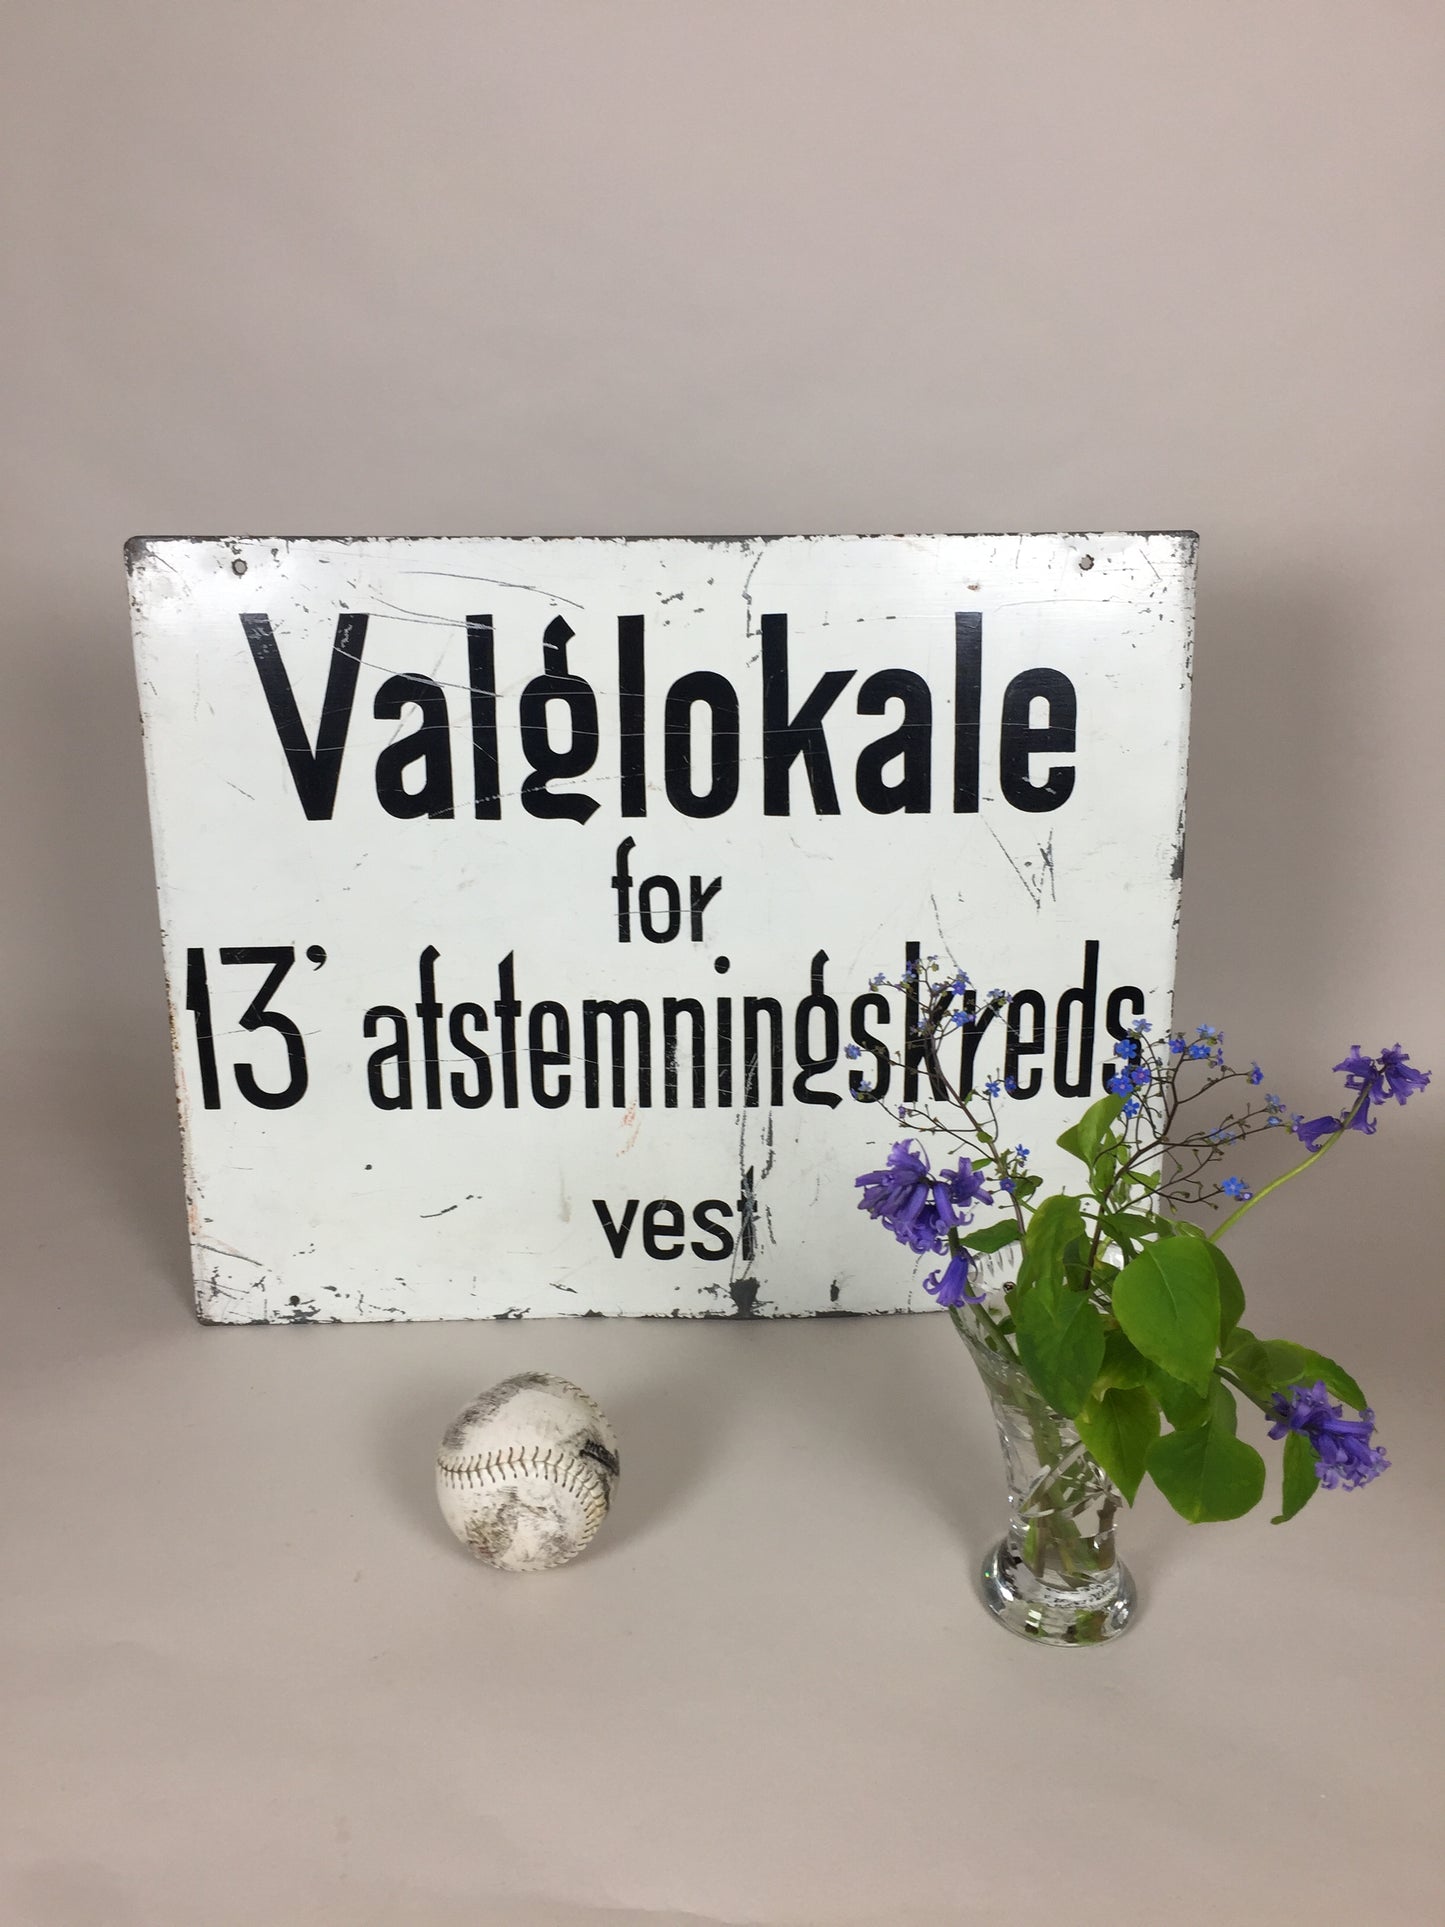 Valglokale
for
13' afstemningskreds
vest